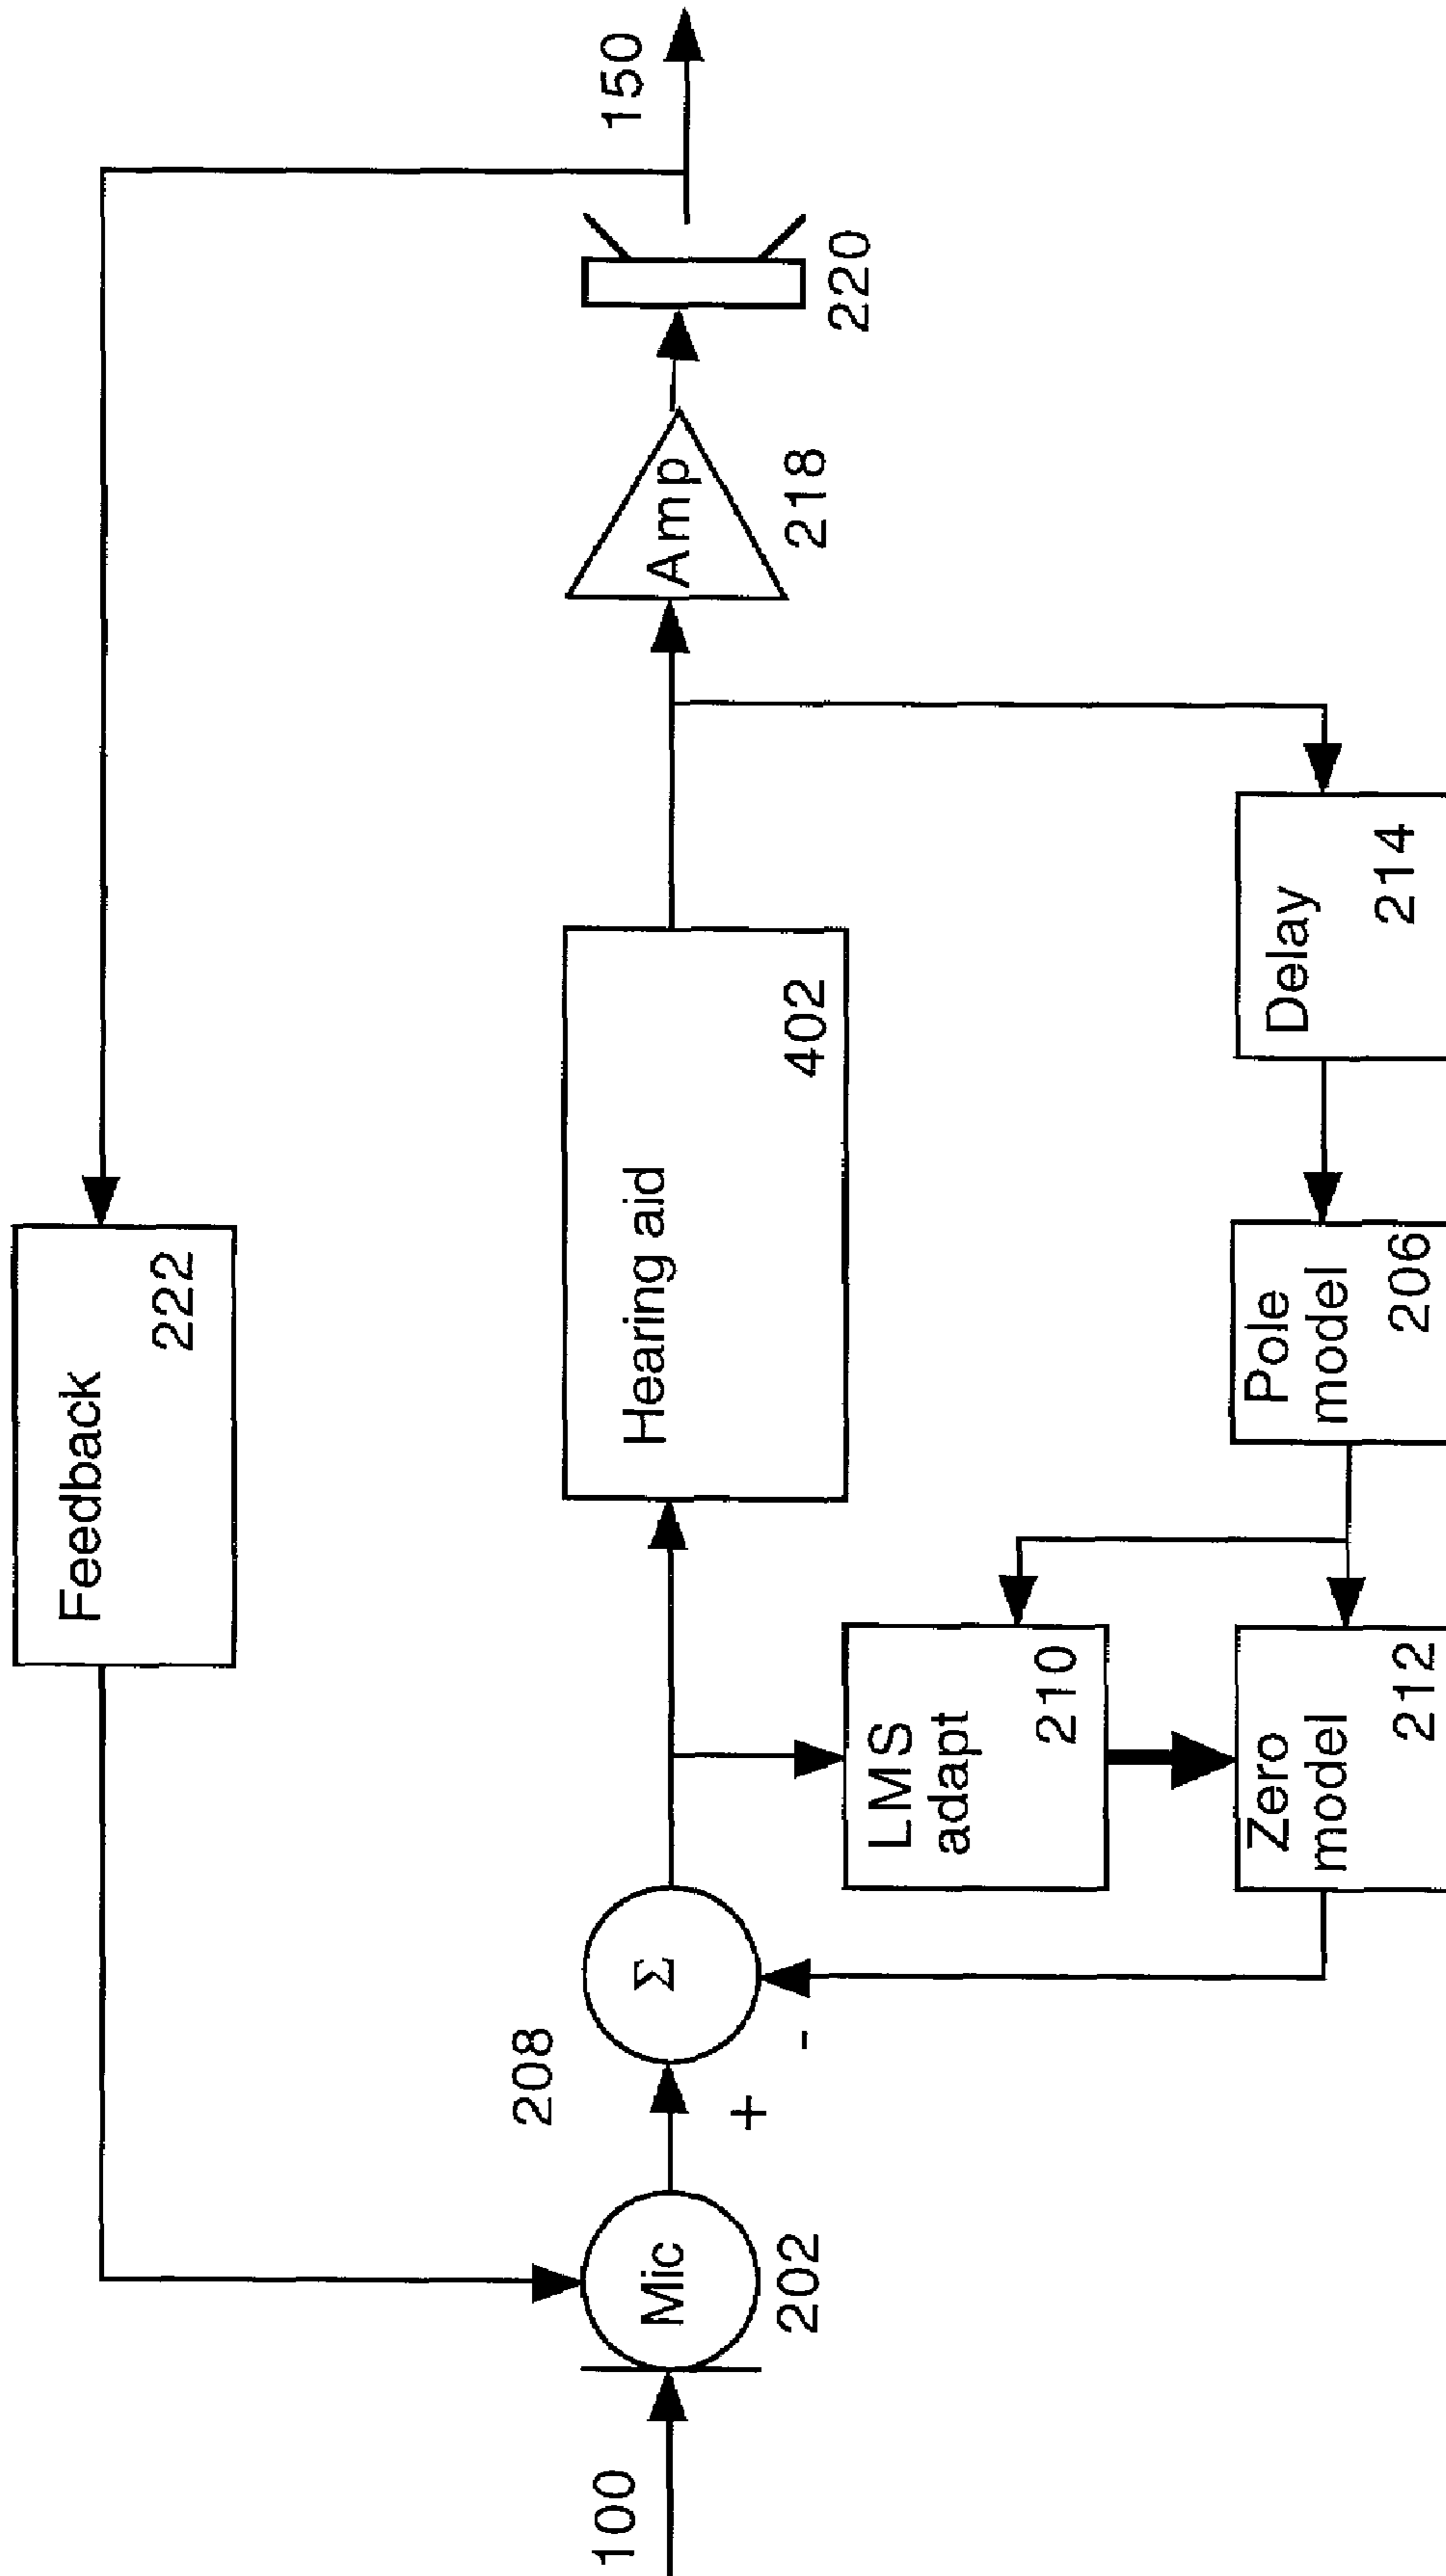 Feedback
222
100
Mic
202
208
+
-
Σ
Hearing aid
402
Amp
218
220
150
LMS
adapt
210
Zero
model
212
Pole
model
206
Delay
214